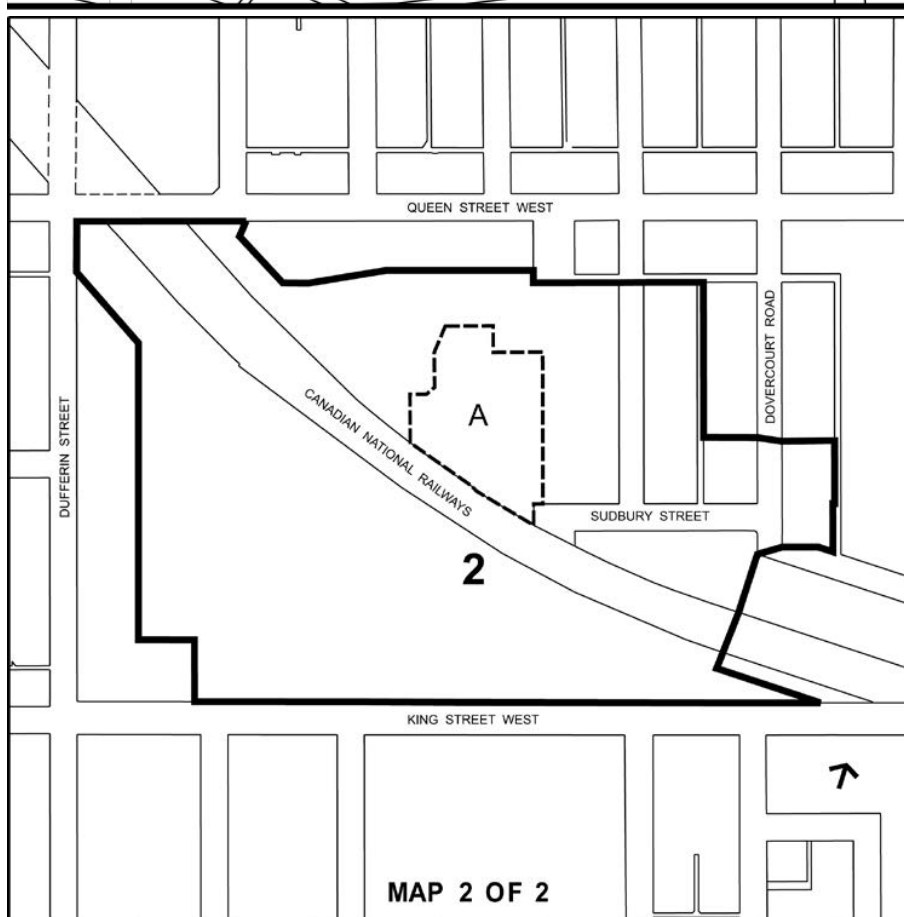 QUEEN STREET WEST
DOVERCOURT ROAD
A
CANADIAN NATIONAL RAILWAYS
DUFFERIN STREET
SUDBURY STREET
2
KING STREET WEST
MAP 2 OF 2